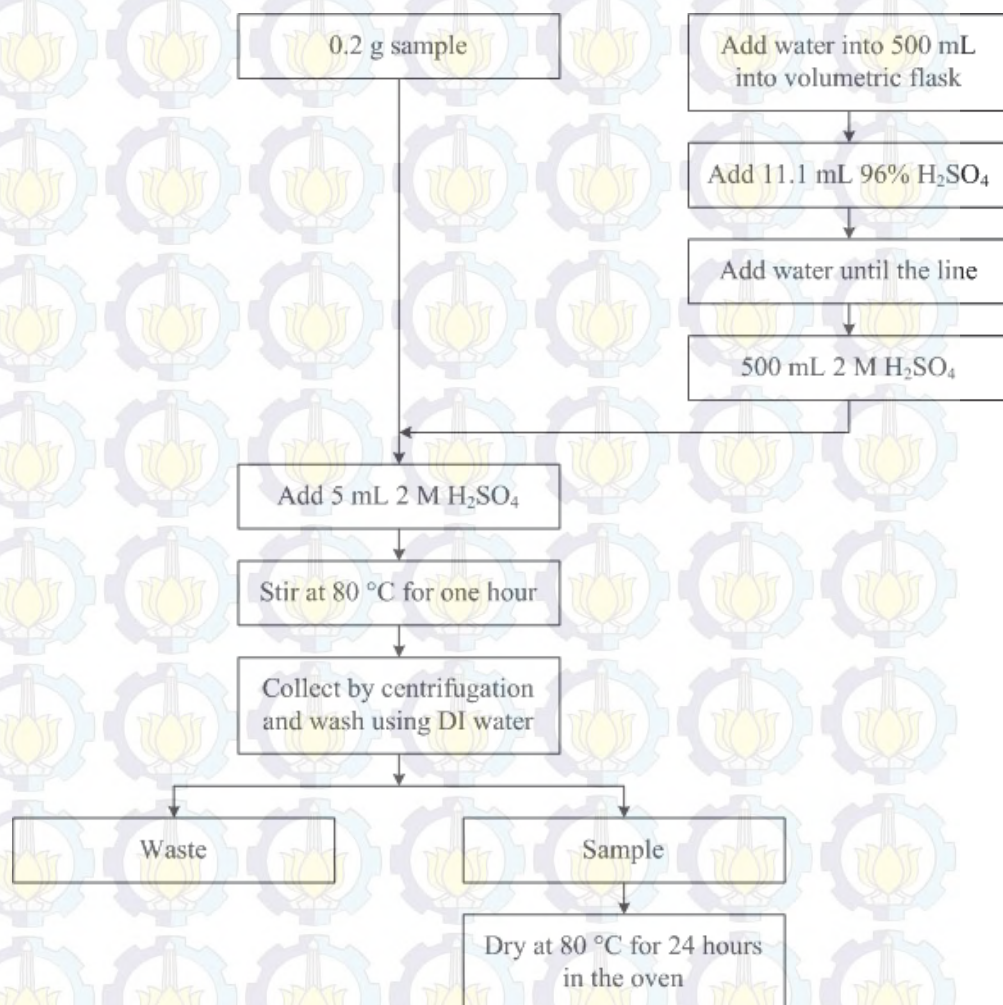 0.2 g sample
Add water into 500 mL
into volumetric flask
Add 11.1 mL 96% H₂SO₄
Add water until the line
500 mL 2 M H₂SO₄
Add 5 mL 2 M H₂SO₄
Stir at 80 °C for one hour
Collect by centrifugation
and wash using DI water
Waste
Sample
Dry at 80 °C for 24 hours
in the oven